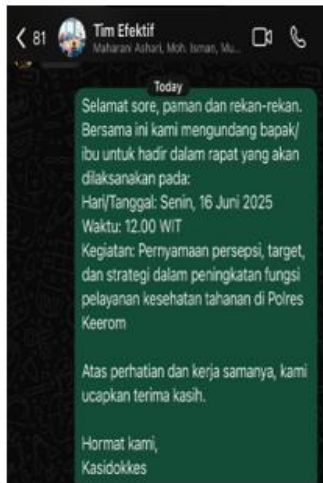 81
Tim Efektif
Maharani Ashari, Moh. Isman, Mu...
Today
Selamat sore, paman dan rekan-rekan.
Bersama ini kami mengundang bapak/
ibu untuk hadir dalam rapat yang akan
dilaksanakan pada:
Hari/Tanggal: Senin, 16 Juni 2025
Waktu: 12.00 WIT
Kegiatan: Pernyamaan persepsi, target,
dan strategi dalam peningkatan fungsi
pelayanan kesehatan tahanan di Polres
Keerom
Atas perhatian dan kerja samanya, kami
ucapkan terima kasih.
Hormat kami,
Kasidokkes